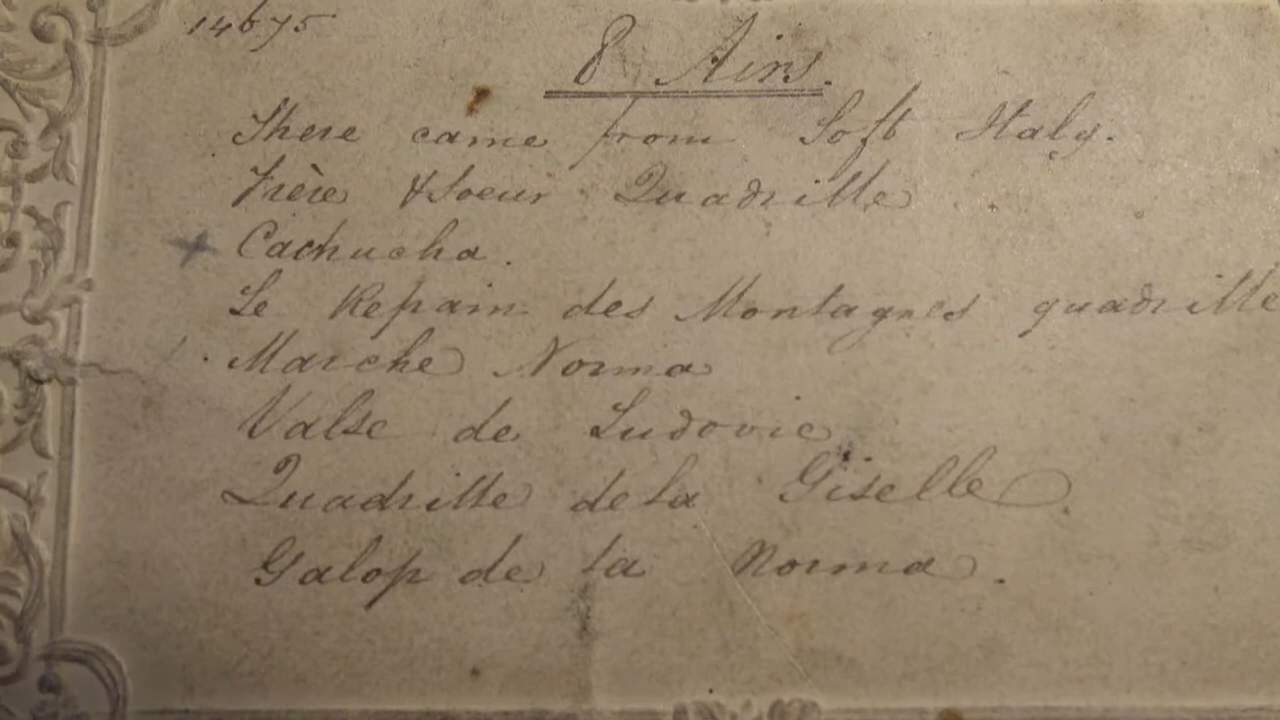 14675
8 Airs.
There came from Soft Italy.
Frère & Soeur Quadrille
+ Cachucha.
Le Repain des Montagnes quadrille
Marche Norma
Valse de Ludovic
Quadrille de la Giselle
Galop de la Norma.